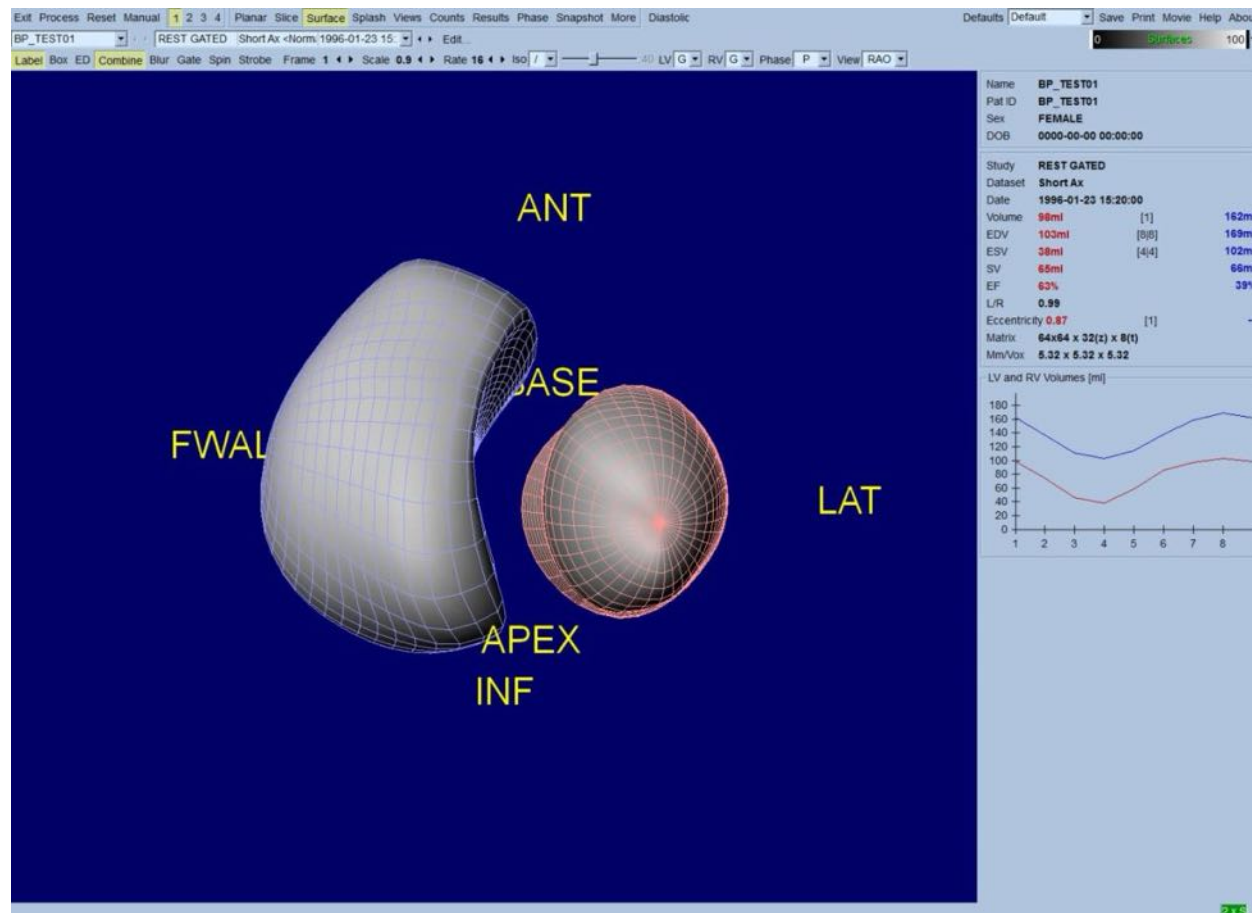 Exit Process Reset Manual 1 2 3 4 Planar Slice Surface Splash Views Counts Results Phase Snapshot More Diastolic Defaults Default Save Print Movie Help Abou
BP_TEST01 REST GATED Short Ax <Norm 1996-01-23 15: Edit...
0 Surfaces 100
Label Box ED Combine Blur Gate Spin Strobe Frame 1 Scale 0.9 Rate 16 Iso / 40 LV G RV G Phase P View RAO
Name BP_TEST01
Pat ID BP_TEST01
Sex FEMALE
DOB 0000-00-00 00:00:00
Study REST GATED
Dataset Short Ax
Date 1996-01-23 15:20:00
Volume 98ml [1] 162m
EDV 103ml [8|8] 169m
ESV 38ml [4|4] 102m
SV 65ml 66m
EF 63% 39%
L/R 0.99
Eccentricity 0.87 [1] -
Matrix 64x64 x 32(z) x 8(t)
Mm/Vox 5.32 x 5.32 x 5.32
LV and RV Volumes [ml]
180
160
140
120
100
80
60
40
20
0
1 2 3 4 5 6 7 8
ANT
BASE
FWAL
LAT
APEX
INF